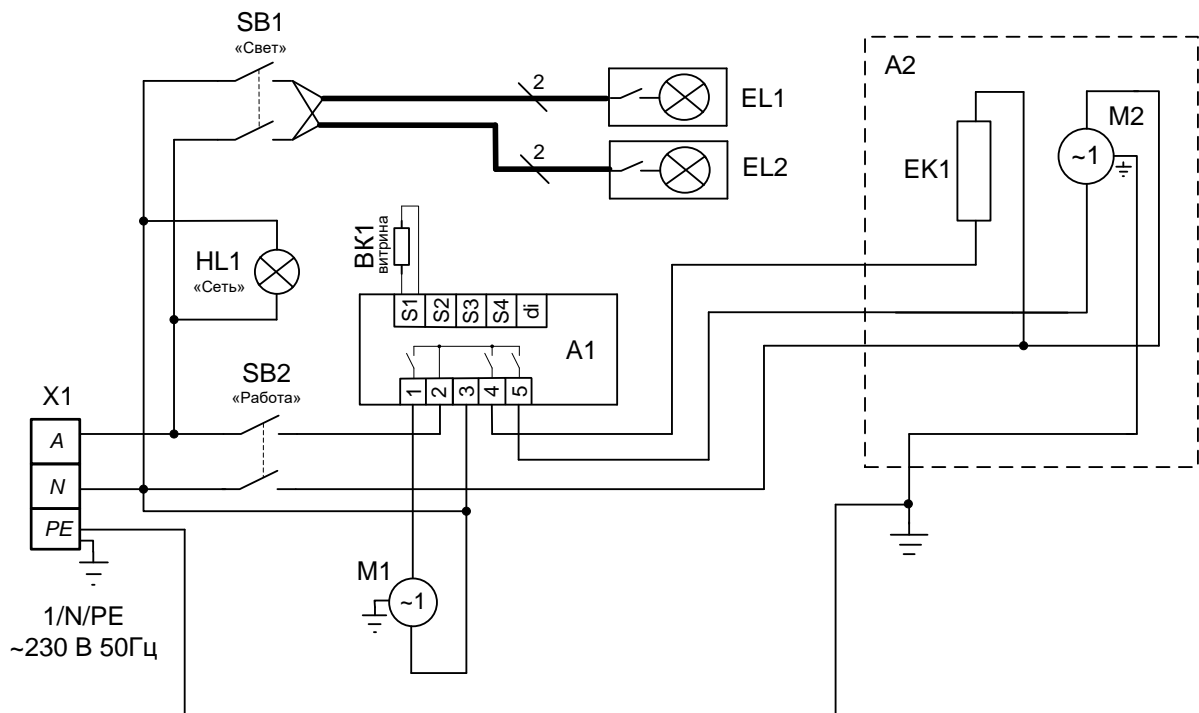 SB1
«Свет»
2
EL1
2
EL2
A2
M2
~1
EK1
HL1
«Сеть»
BK1
витрина
S1 S2 S3 S4 di
A1
1 2 3 4 5
SB2
«Работа»
X1
A
N
PE
1/N/PE
~230 В 50Гц
M1
~1